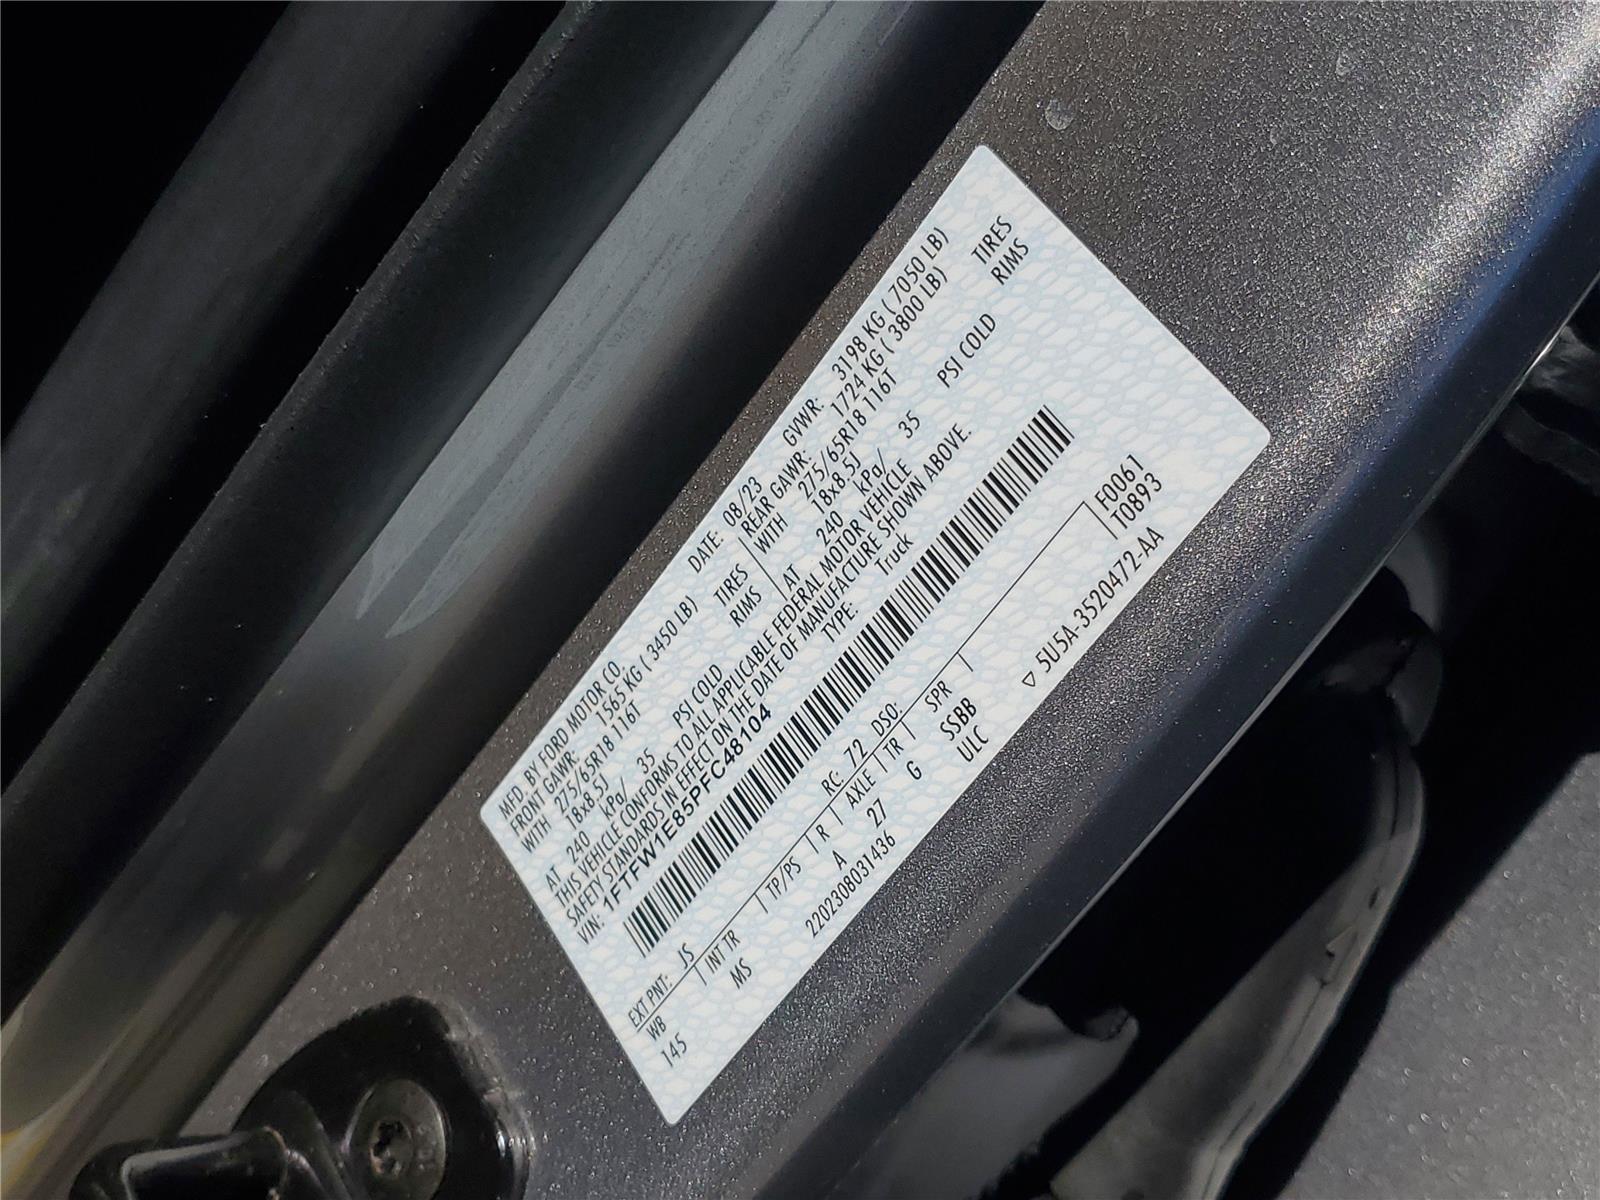 MFD. BY FORD MOTOR CO. DATE: 08/23 GVWR: 3198 KG ( 7050 LB)
FRONT GAWR: 1565 KG ( 3450 LB) REAR GAWR: 1724 KG ( 3800 LB)
WITH 275/65R18 116T TIRES WITH 275/65R18 116T TIRES
18x8.5J RIMS 18x8.5J RIMS
AT 240 kPa/ 35 PSI COLD AT 240 kPa/ 35 PSI COLD
THIS VEHICLE CONFORMS TO ALL APPLICABLE FEDERAL MOTOR VEHICLE
SAFETY STANDARDS IN EFFECT ON THE DATE OF MANUFACTURE SHOWN ABOVE.
VIN: 1FTFW1E85PFC48104 TYPE: Truck
EXT PNT: JS RC: 72 DSO: F0061
WB INT TR TP/PS R AXLE TR SPR T0893
145 MS A 27 G SSBB
2202308031436 ULC
▽ 5U5A-3520472-AA